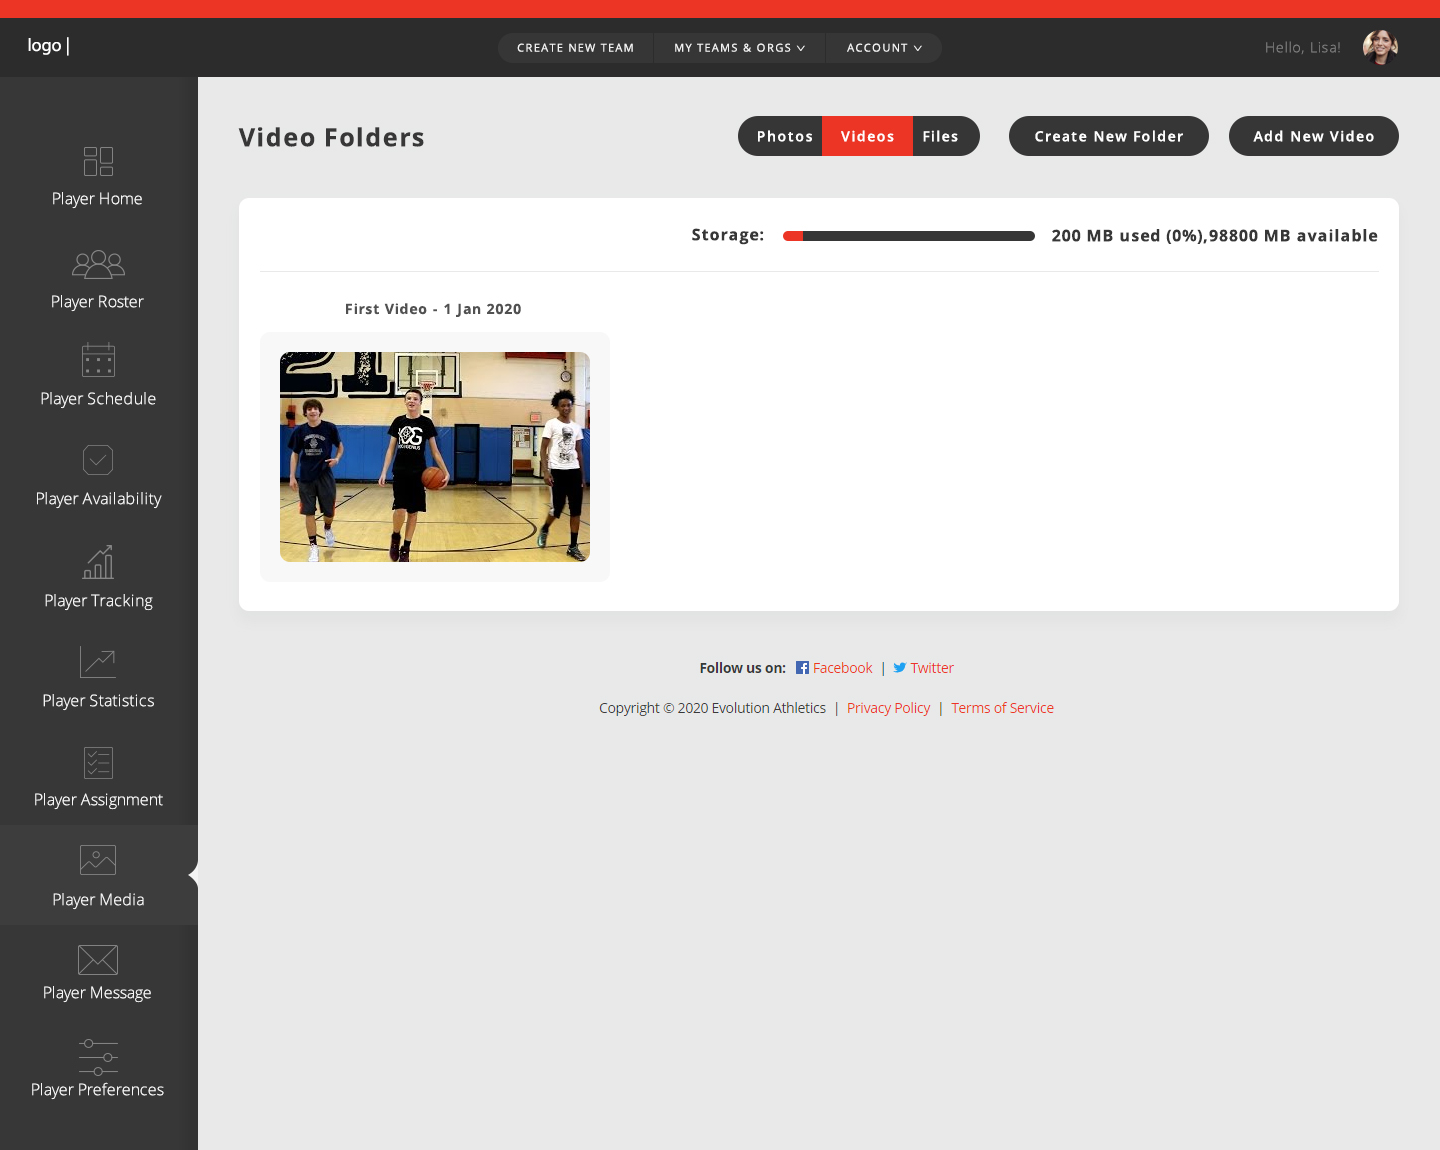 logo |
CREATE NEW TEAM
MY TEAMS & ORGS
ACCOUNT
Hello, Lisa!
Player Home
Player Roster
Player Schedule
Player Availability
Player Tracking
Player Statistics
Player Assignment
Player Media
Player Message
Player Preferences
Video Folders
Photos
Videos
Files
Create New Folder
Add New Video
Storage:
200 MB used (0%),98800 MB available
First Video - 1 Jan 2020
21
Follow us on: Facebook | Twitter
Copyright © 2020 Evolution Athletics | Privacy Policy | Terms of Service